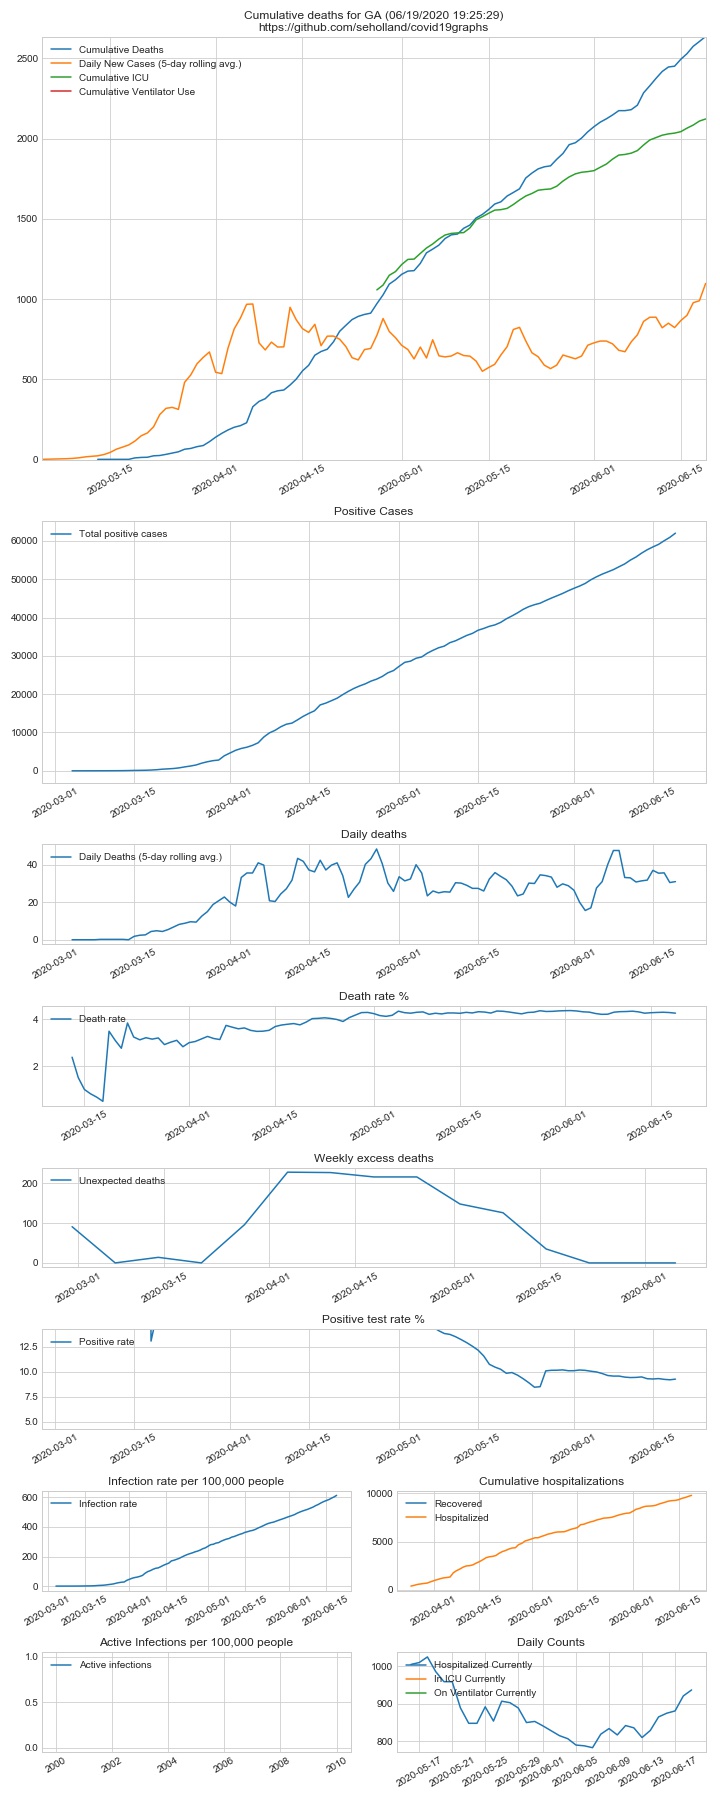 Cumulative deaths for GA (06/19/2020 19:25:29)
https://github.com/seholland/covid19graphs
Cumulative Deaths
Daily New Cases (5-day rolling avg.)
Cumulative ICU
Cumulative Ventilator Use
2500
2000
1500
1000
500
0
2020-03-15 2020-04-01 2020-04-15 2020-05-01 2020-05-15 2020-06-01 2020-06-15
Positive Cases
Total positive cases
60000
50000
40000
30000
20000
10000
0
2020-03-01 2020-03-15 2020-04-01 2020-04-15 2020-05-01 2020-05-15 2020-06-01 2020-06-15
Daily deaths
Daily Deaths (5-day rolling avg.)
40
20
0
2020-03-01 2020-03-15 2020-04-01 2020-04-15 2020-05-01 2020-05-15 2020-06-01 2020-06-15
Death rate %
Death rate
4
2
2020-03-15 2020-04-01 2020-04-15 2020-05-01 2020-05-15 2020-06-01 2020-06-15
Weekly excess deaths
Unexpected deaths
200
100
0
2020-03-01 2020-03-15 2020-04-01 2020-04-15 2020-05-01 2020-05-15 2020-06-01
Positive test rate %
Positive rate
12.5
10.0
7.5
5.0
2020-03-01 2020-03-15 2020-04-01 2020-04-15 2020-05-01 2020-05-15 2020-06-01 2020-06-15
Infection rate per 100,000 people
Infection rate
600
400
200
0
2020-03-01 2020-03-15 2020-04-01 2020-04-15 2020-05-01 2020-05-15 2020-06-01 2020-06-15
Cumulative hospitalizations
Recovered
Hospitalized
10000
5000
0
2020-04-01 2020-04-15 2020-05-01 2020-05-15 2020-06-01 2020-06-15
Active Infections per 100,000 people
Active infections
1.0
0.5
0.0
2000 2002 2004 2006 2008 2010
Daily Counts
Hospitalized Currently
In ICU Currently
On Ventilator Currently
1000
900
800
2020-05-17 2020-05-21 2020-05-25 2020-05-29 2020-06-01 2020-06-05 2020-06-09 2020-06-13 2020-06-17